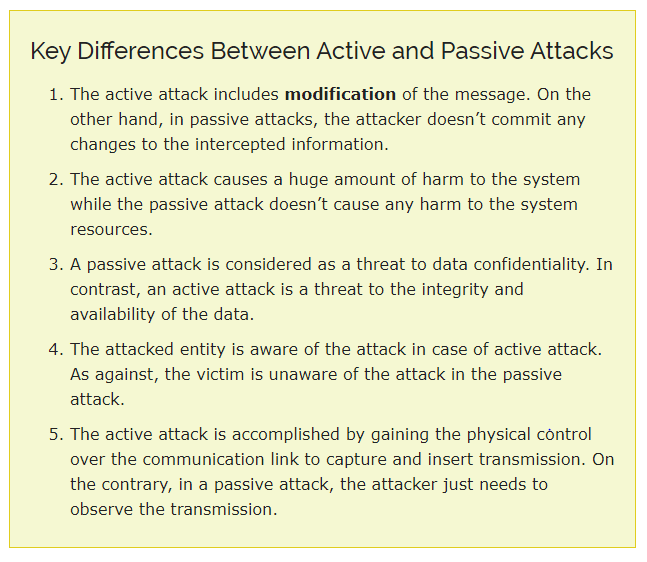 Key Differences Between Active and Passive Attacks
1. The active attack includes modification of the message. On the
other hand, in passive attacks, the attacker doesn’t commit any
changes to the intercepted information.
2. The active attack causes a huge amount of harm to the system
while the passive attack doesn’t cause any harm to the system
resources.
3. A passive attack is considered as a threat to data confidentiality. In
contrast, an active attack is a threat to the integrity and
availability of the data.
4. The attacked entity is aware of the attack in case of active attack.
As against, the victim is unaware of the attack in the passive
attack.
5. The active attack is accomplished by gaining the physical control
over the communication link to capture and insert transmission. On
the contrary, in a passive attack, the attacker just needs to
observe the transmission.